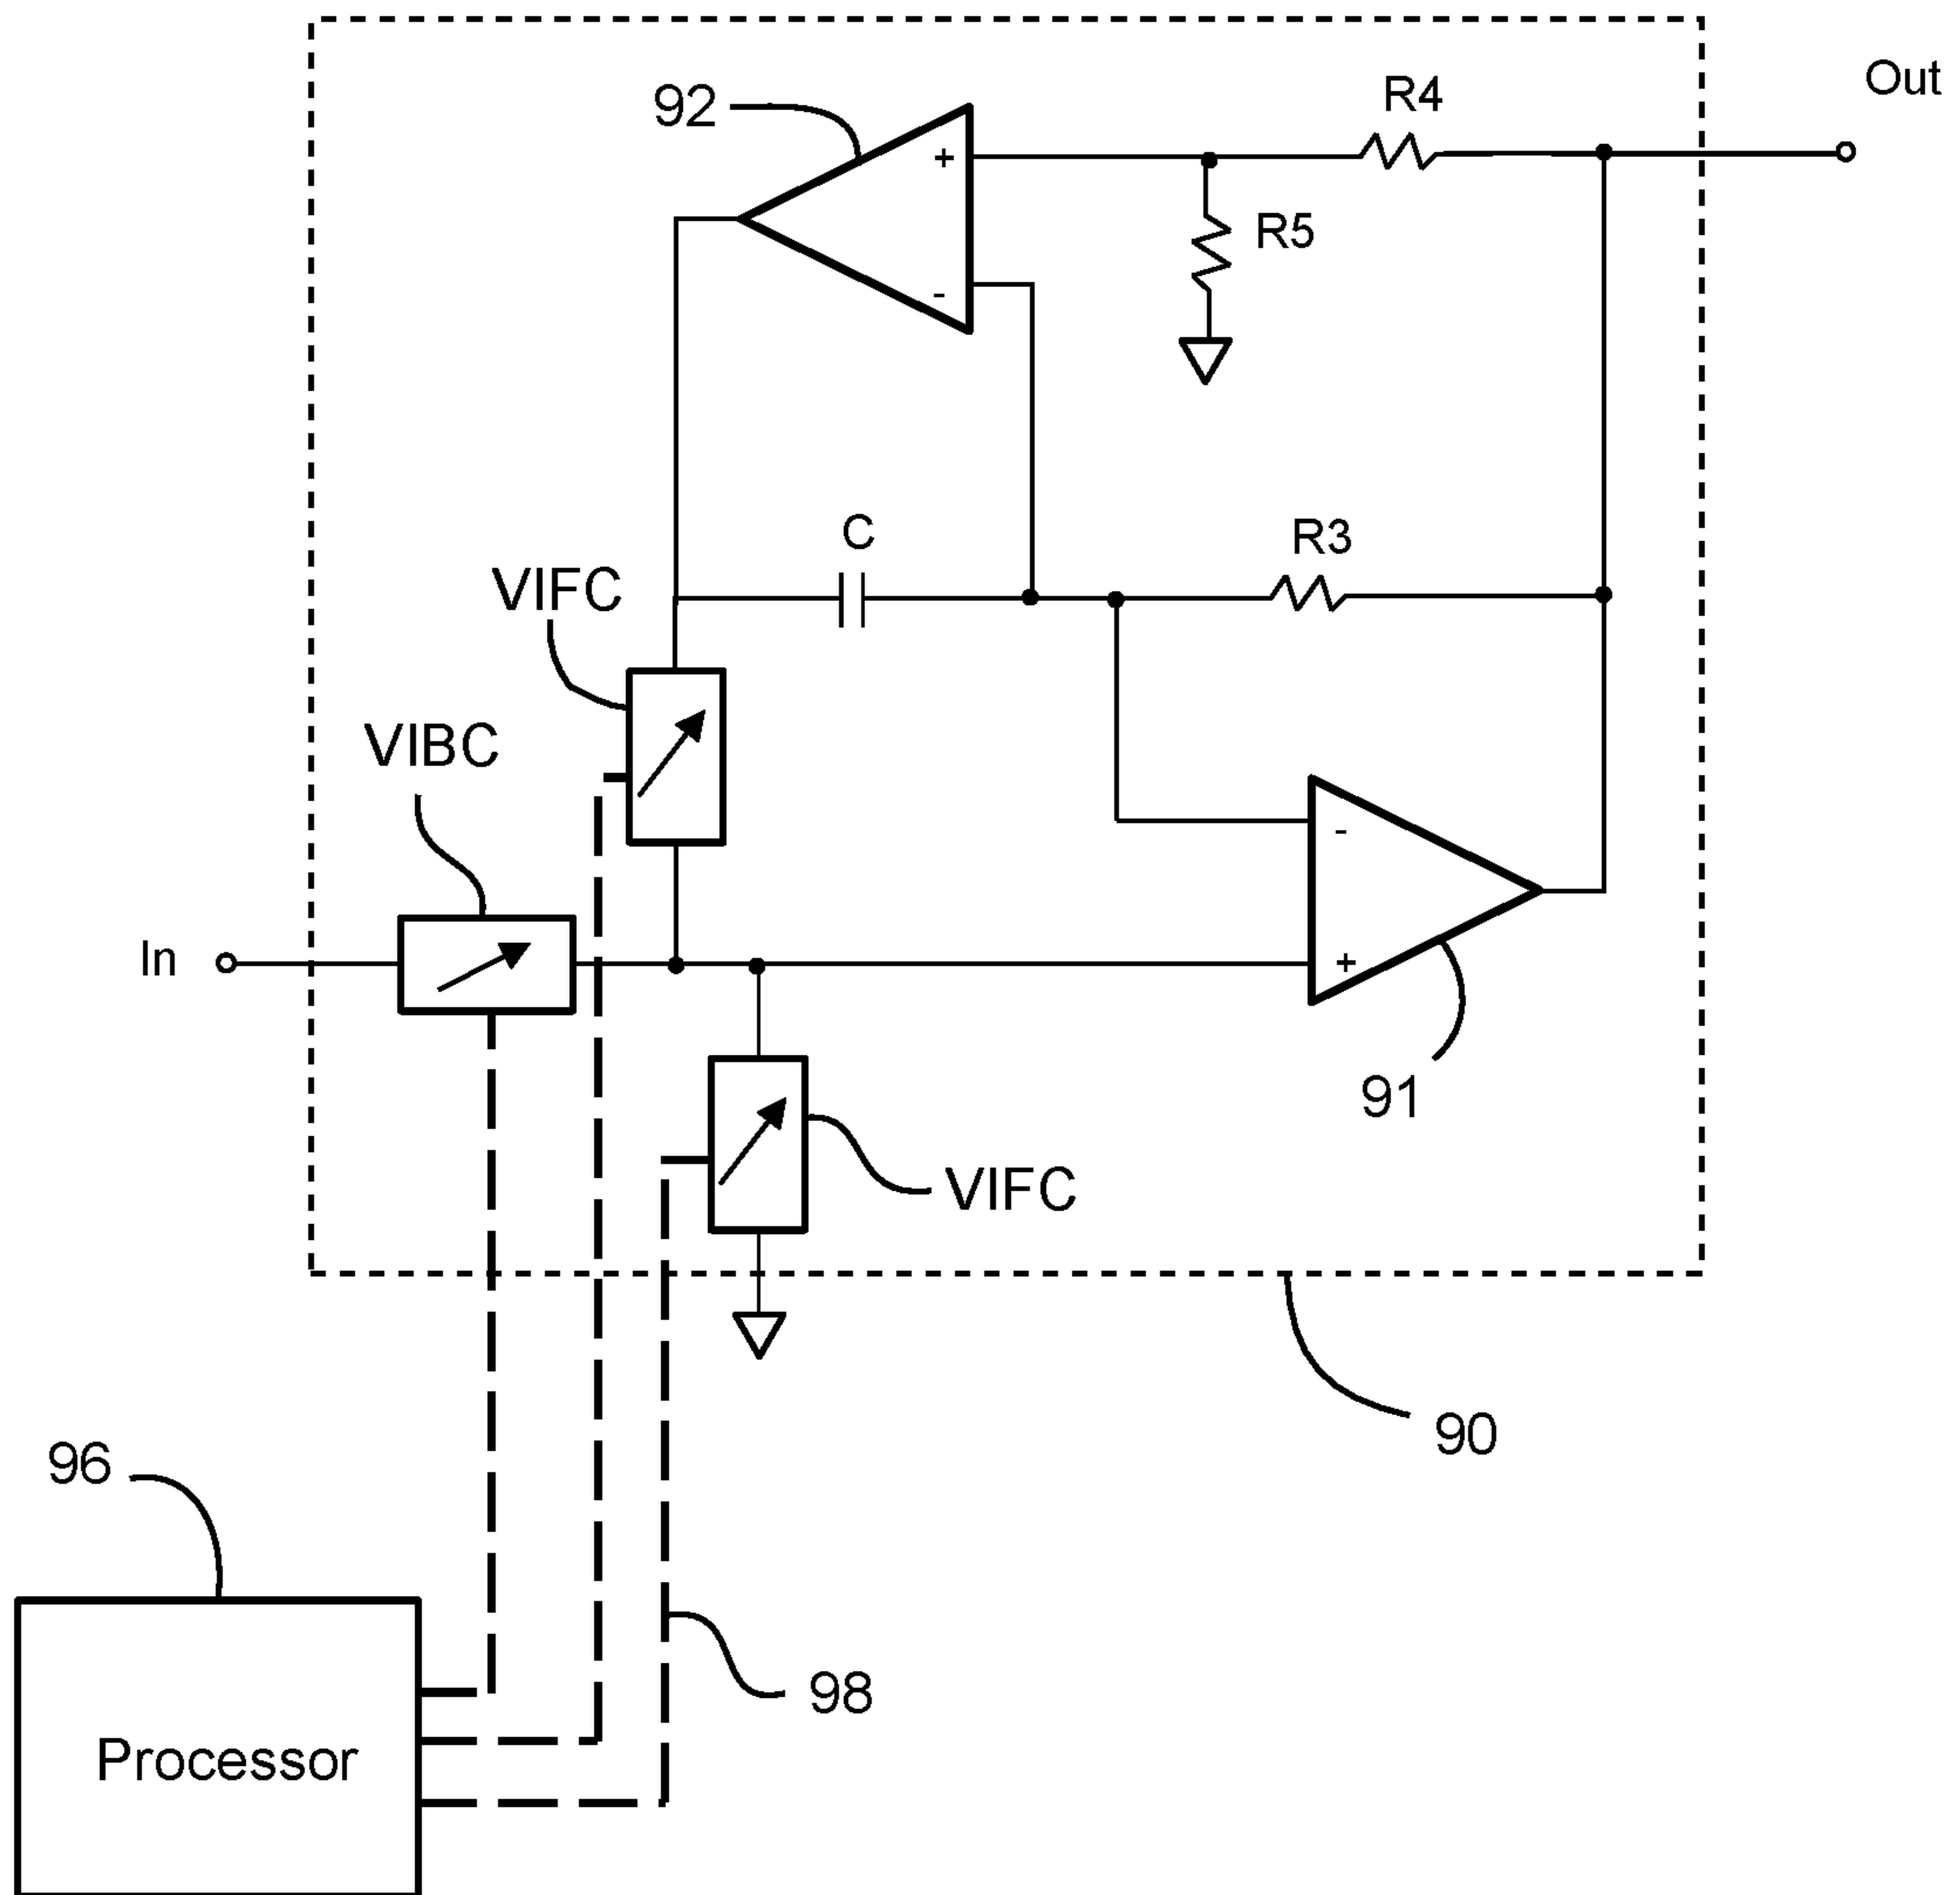 Out
R4
92
+
R5
-
C
R3
VIFC
VIBC
-
In
+
91
VIFC
90
96
98
Processor